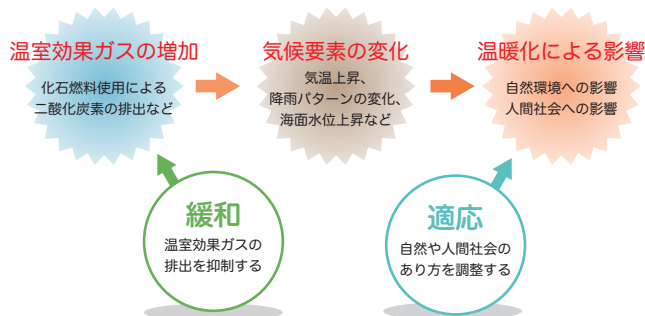 温室効果ガスの増加
化石燃料使用による
二酸化炭素の排出など
気候要素の変化
気温上昇、
降雨パターンの変化、
海面水位上昇など
温暖化による影響
自然環境への影響
人間社会への影響
緩和
温室効果ガスの
排出を抑制する
適応
自然や人間社会の
あり方を調整する